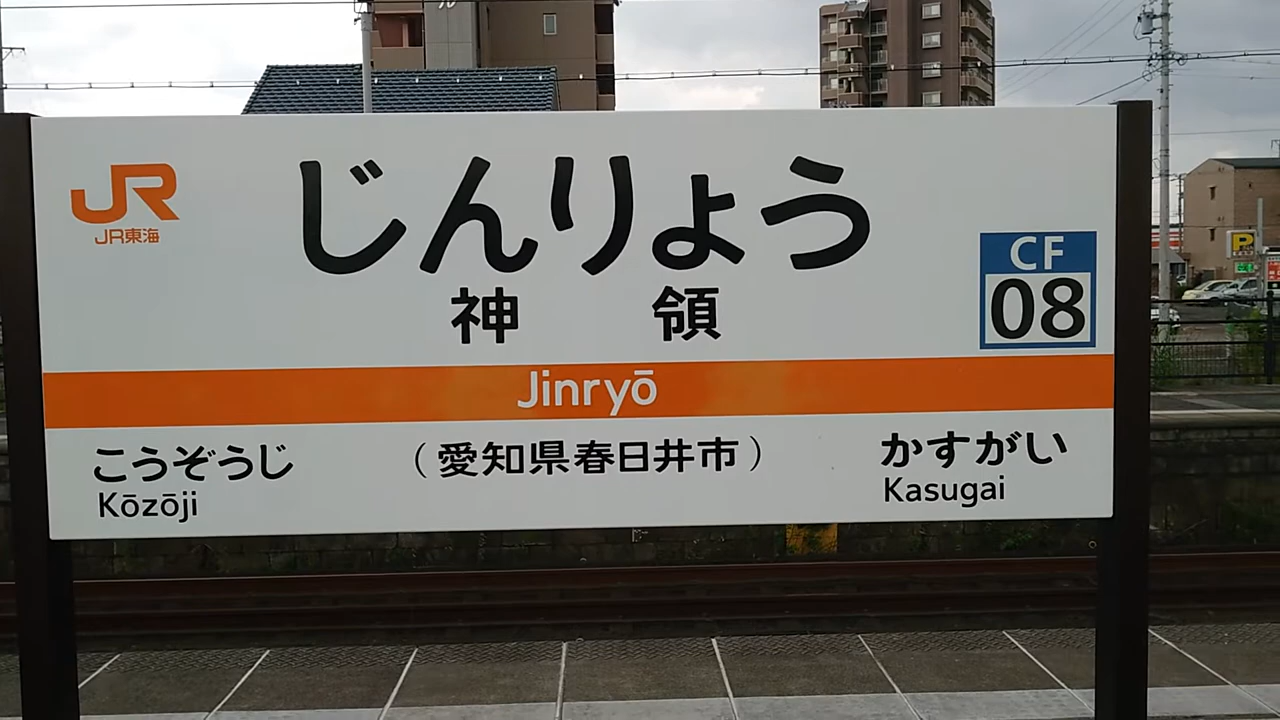 ル
JR
JR東海
じんりょう
CF
08
神領
Jinryō
こうぞうじ
Kōzōji
（愛知県春日井市）
かすがい
Kasugai
P